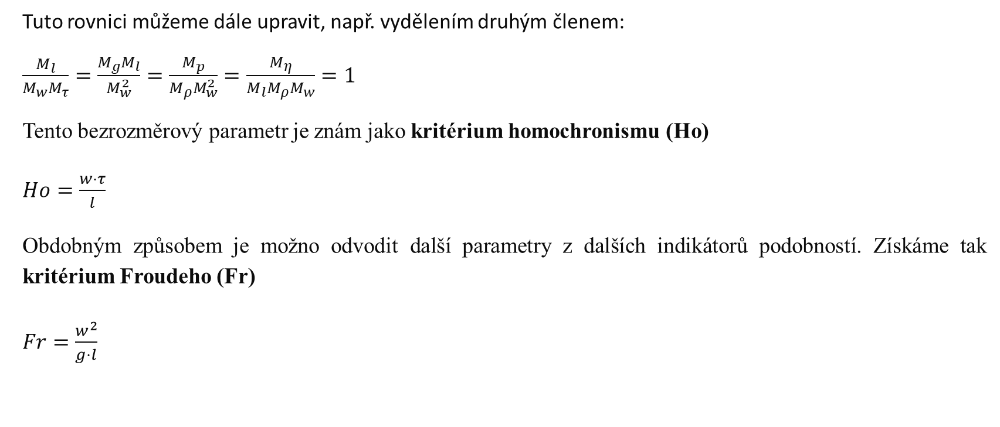 Tuto rovnici můžeme dále upravit, např. vydělením druhým členem:
$\frac{M_l}{M_w M_\tau} = \frac{M_g M_l}{M_w^2} = \frac{M_p}{M_\rho M_w^2} = \frac{M_\eta}{M_l M_\rho M_w} = 1$
Tento bezrozměrový parametr je znám jako kritérium homochronismu (Ho)
$Ho = \frac{w \cdot \tau}{l}$
Obdobným způsobem je možno odvodit další parametry z dalších indikátorů podobností. Získáme tak
kritérium Froudeho (Fr)
$Fr = \frac{w^2}{g \cdot l}$